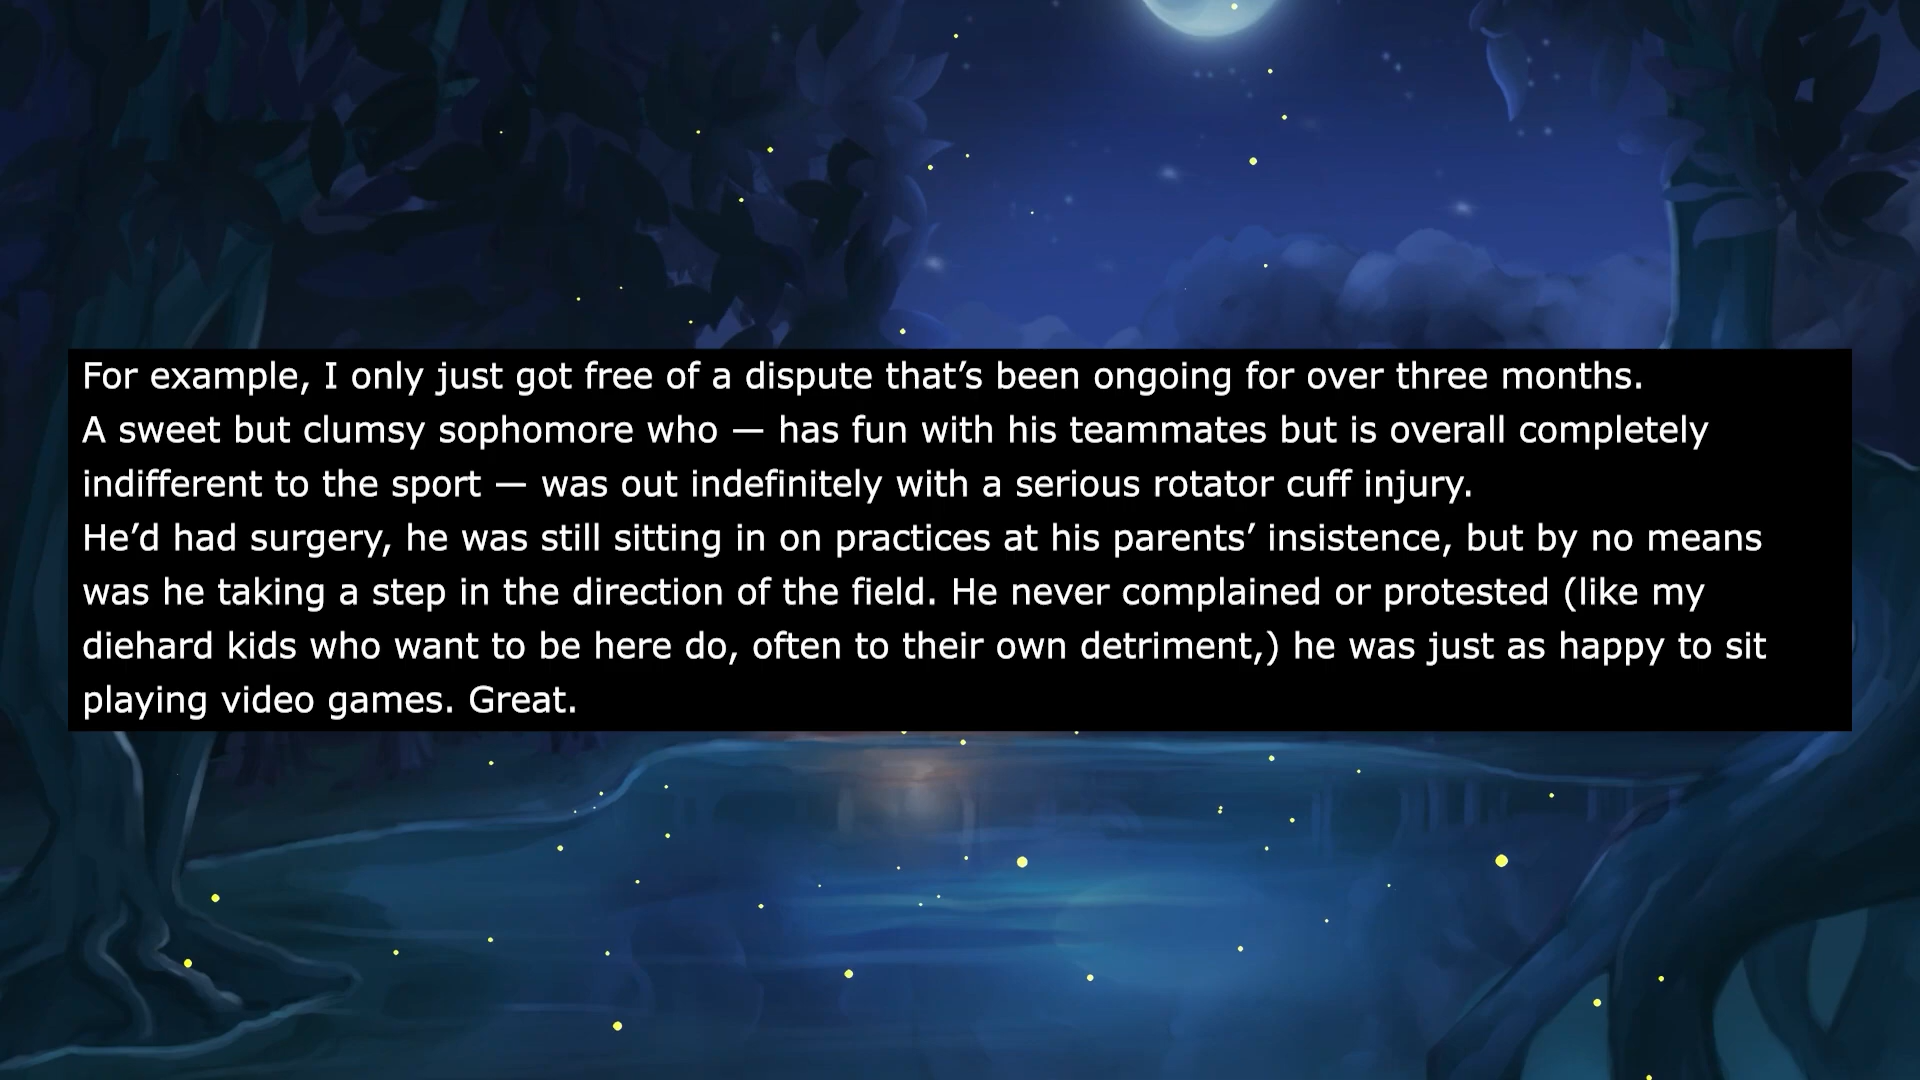 For example, I only just got free of a dispute that’s been ongoing for over three months.
A sweet but clumsy sophomore who — has fun with his teammates but is overall completely
indifferent to the sport — was out indefinitely with a serious rotator cuff injury.
He’d had surgery, he was still sitting in on practices at his parents’ insistence, but by no means
was he taking a step in the direction of the field. He never complained or protested (like my
diehard kids who want to be here do, often to their own detriment,) he was just as happy to sit
playing video games. Great.